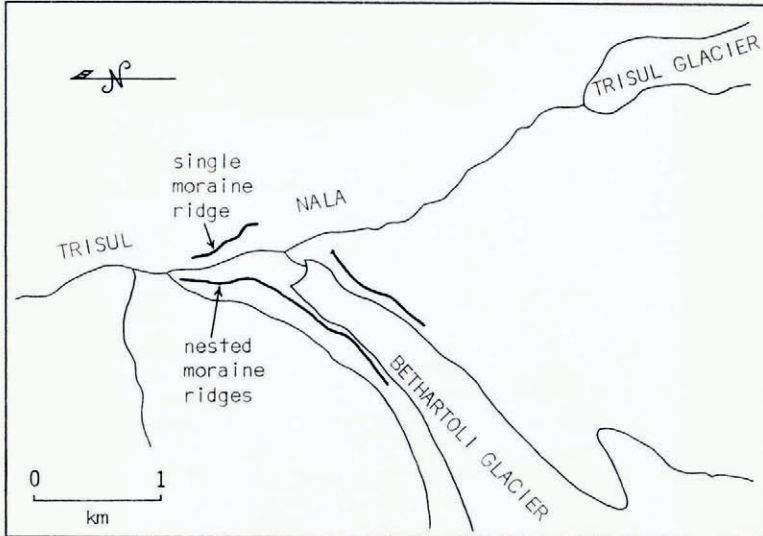 N
TRISUL GLACIER
single
moraine
ridge
NALA
TRISUL
nested
moraine
ridges
BETHARTOLI GLACIER
0 1
km